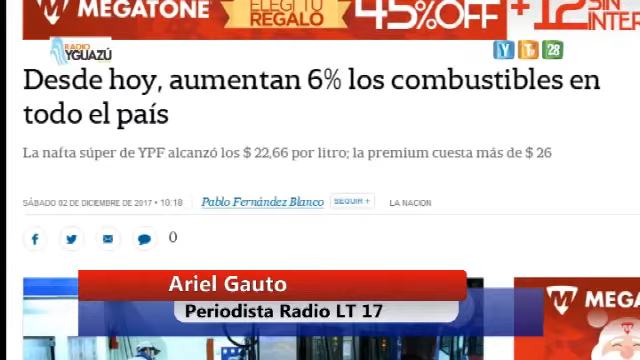 MEGATONE
ELEGÍ TU
REGALO
45% OFF
+12 SIN
INTER
RADIO
YGUAZÚ
Y Tv 28
Desde hoy, aumentan 6% los combustibles en
todo el país
La nafta súper de YPF alcanzó los $ 22,66 por litro; la premium cuesta más de $ 26
SÁBADO 02 DE DICIEMBRE DE 2017 • 10:18
Pablo Fernández Blanco
SEGUIR +
LA NACION
0
Ariel Gauto
Periodista Radio LT 17
MEGA